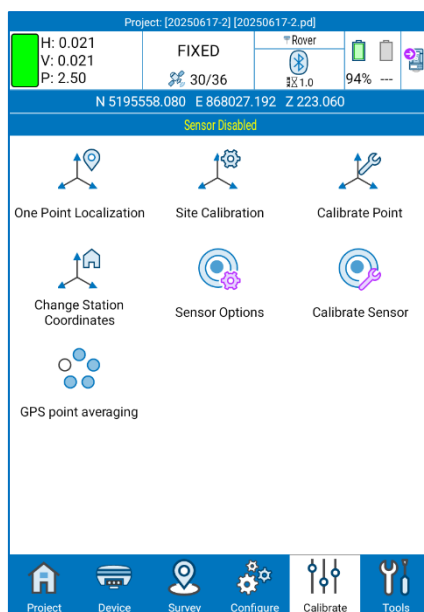 Project: [20250617-2] [20250617-2.pd]
H: 0.021
V: 0.021
P: 2.50
FIXED
30/36
Rover
1.0
94% ---
N 5195558.080 E 868027.192 Z 223.060
Sensor Disabled
One Point Localization
Site Calibration
Calibrate Point
Change Station
Coordinates
Sensor Options
Calibrate Sensor
GPS point averaging
Project
Device
Survey
Configure
Calibrate
Tools